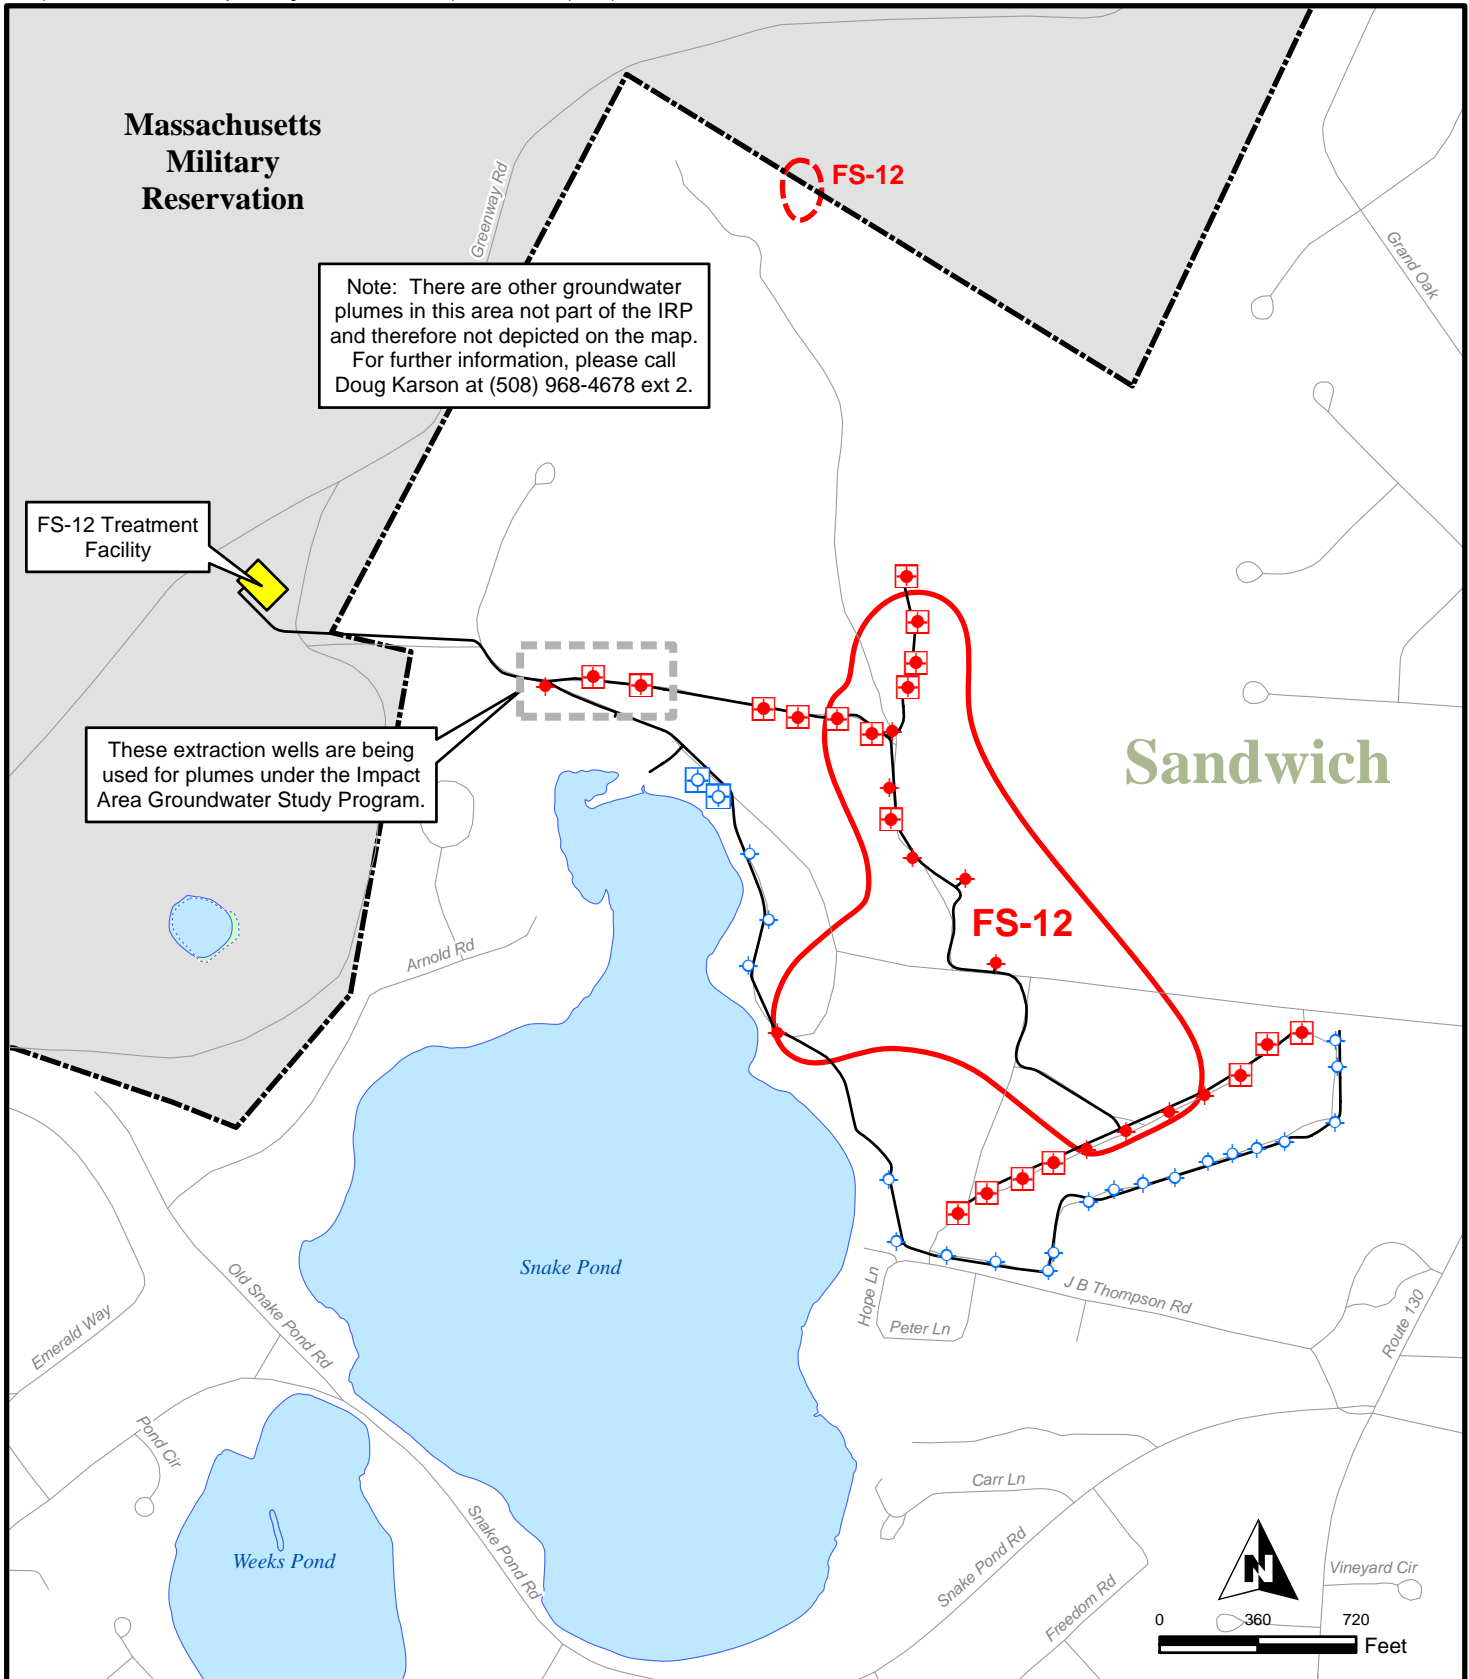 Massachusetts
Military
Reservation
Greenway Rd
FS-12
Grand Oak
Note: There are other groundwater
plumes in this area not part of the IRP
and therefore not depicted on the map.
For further information, please call
Doug Karson at (508) 968-4678 ext 2.
FS-12 Treatment
Facility
These extraction wells are being
used for plumes under the Impact
Area Groundwater Study Program.
Sandwich
FS-12
Arnold Rd
Snake Pond
Old Snake Pond Rd
Emerald Way
Hope Ln
Peter Ln
J B Thompson Rd
Route 130
Pond Cir
Carr Ln
Snake Pond Rd
Weeks Pond
Snake Pond Rd
Freedom Rd
Vineyard Cir
N
0 360 720
Feet